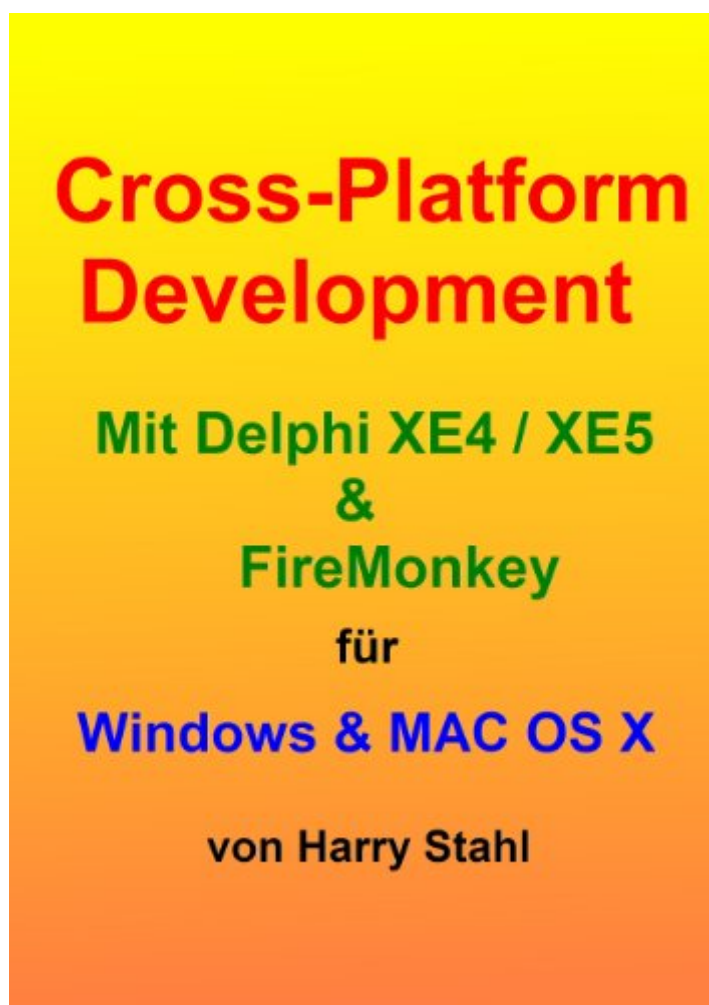 Cross-Platform
Development
Mit Delphi XE4 / XE5
&
FireMonkey
für
Windows & MAC OS X
von Harry Stahl